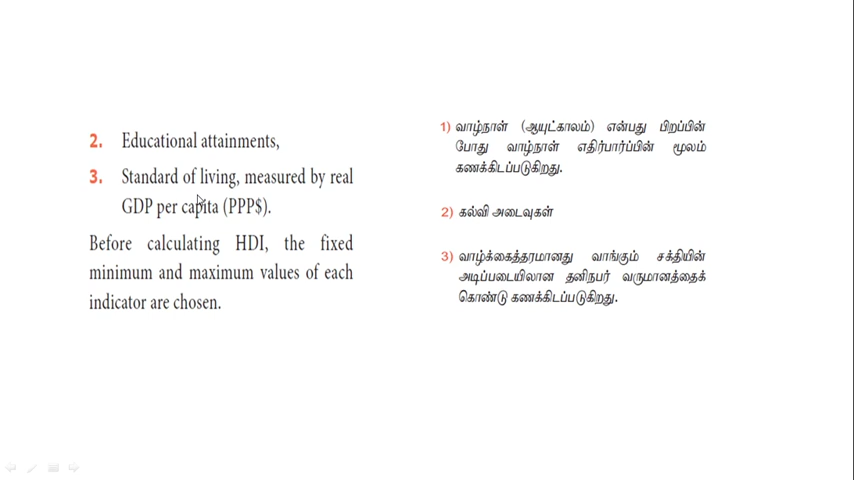 2. Educational attainments,
3. Standard of living, measured by real
GDP per capita (PPP$).
Before calculating HDI, the fixed
minimum and maximum values of each
indicator are chosen.
1) வாழ்நாள் (ஆயுட்காலம்) என்பது பிறப்பின்
போது வாழ்நாள் எதிர்பார்ப்பின் மூலம்
கணக்கிடப்படுகிறது.
2) கல்வி அடைவுகள்
3) வாழ்க்கைத்தரமானது வாங்கும் சக்தியின்
அடிப்படையிலான தனிநபர் வருமானத்தைக்
கொண்டு கணக்கிடப்படுகிறது.